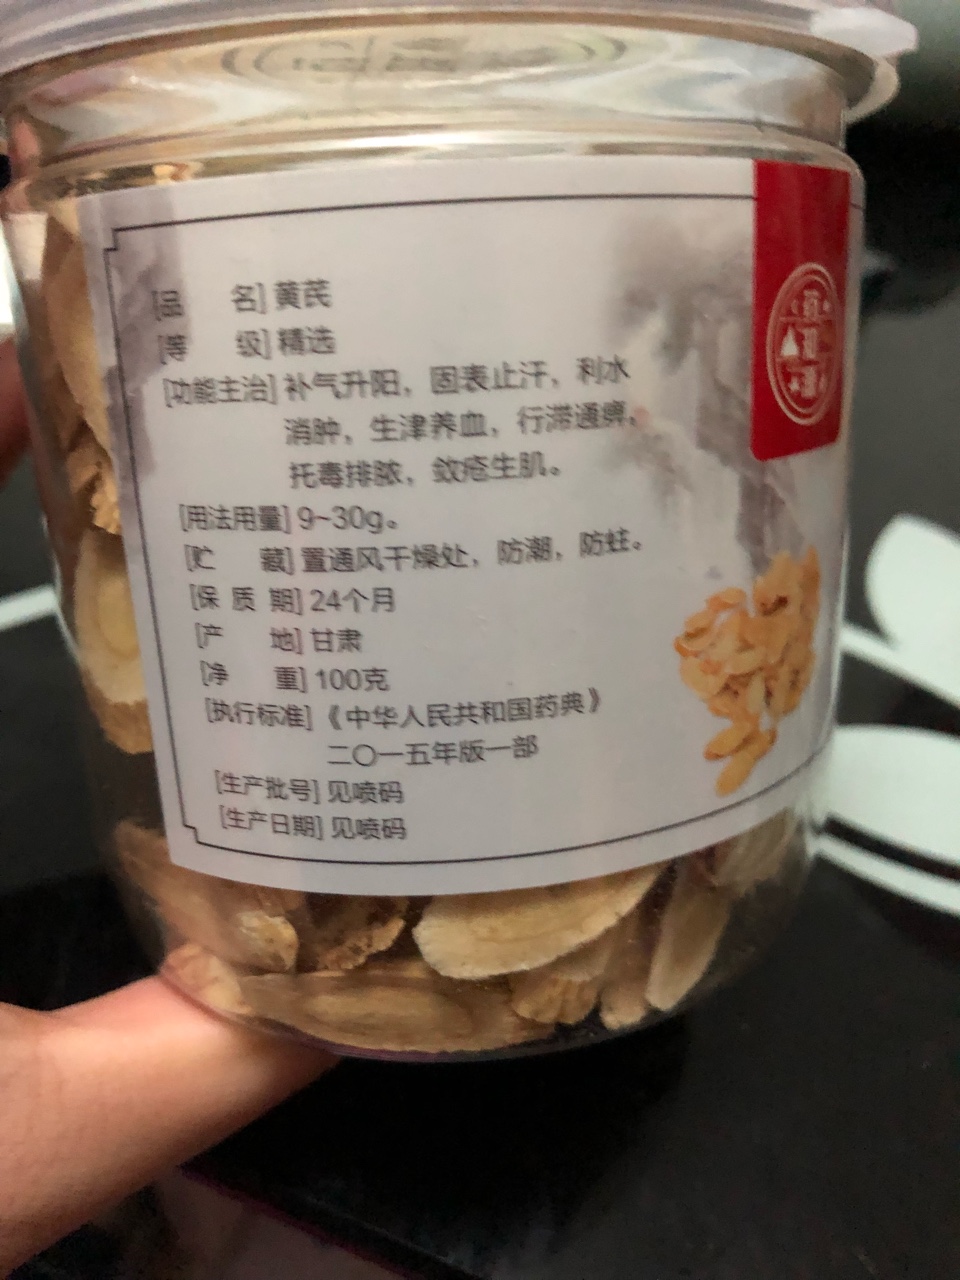 [品 名] 黄芪
[等 级] 精选
[功能主治] 补气升阳，固表止汗，利水
消肿，生津养血，行滞通痹，
托毒排脓，敛疮生肌。
[用法用量] 9~30g。
[贮 藏] 置通风干燥处，防潮，防蛀。
[保 质 期] 24个月
[产 地] 甘肃
[净 重] 100克
[执行标准] 《中华人民共和国药典》
二〇一五年版一部
[生产批号] 见喷码
[生产日期] 见喷码